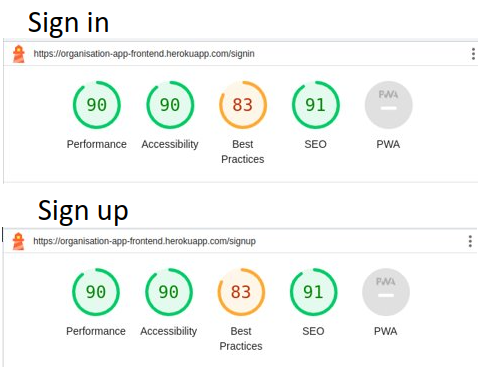 Sign in
https://organisation-app-frontend.herokuapp.com/signin
90 90 83 91 PWA
Performance Accessibility Best Practices SEO PWA
Sign up
https://organisation-app-frontend.herokuapp.com/signup
90 90 83 91 PWA
Performance Accessibility Best Practices SEO PWA